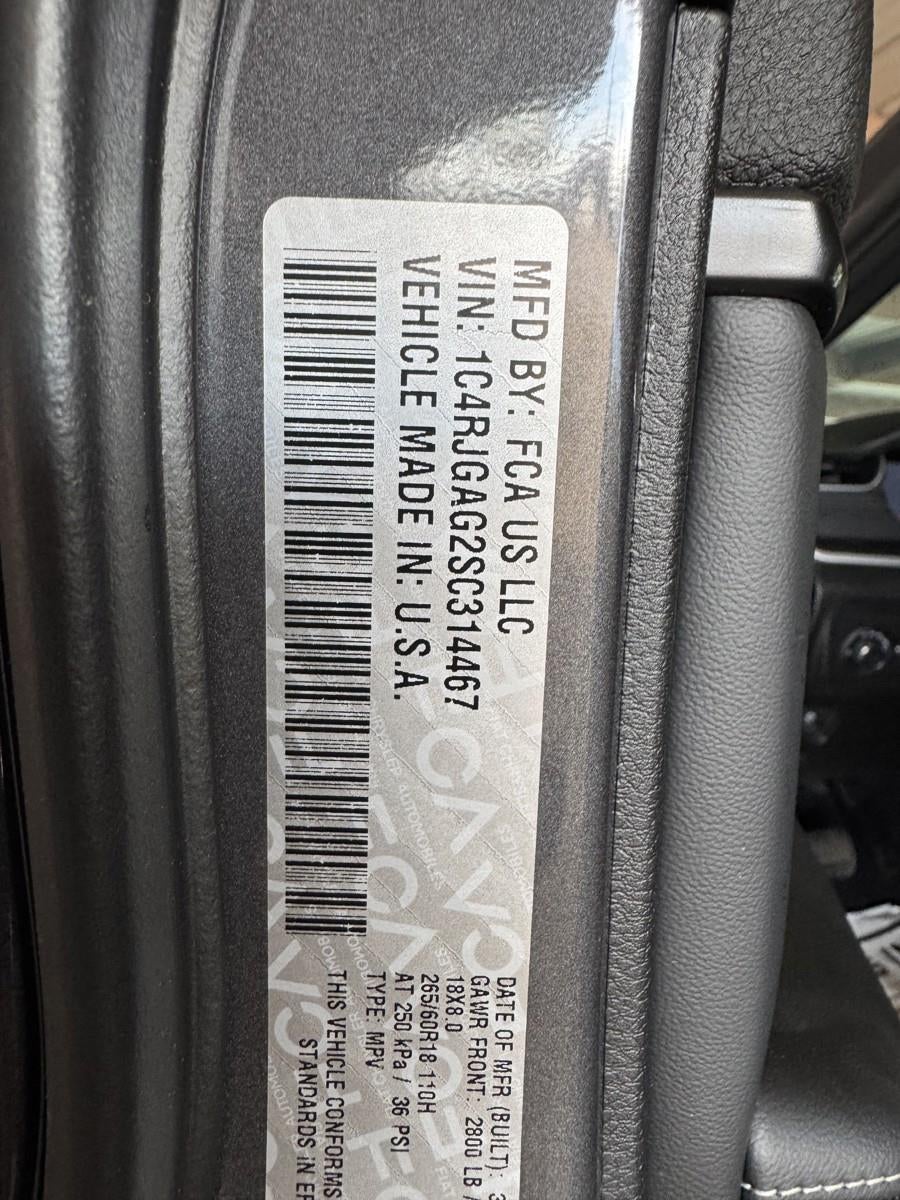 MFD BY: FCA US LLC
VIN: 1C4RJGAG2SC314467
VEHICLE MADE IN: U.S.A.
DATE OF MFR (BUILT): 3
GAWR FRONT: 2800 LB
18X8.0
265/60R18 110H
AT 250 kPa / 36 PSI
TYPE: MPV
THIS VEHICLE CONFORMS
STANDARDS IN EF